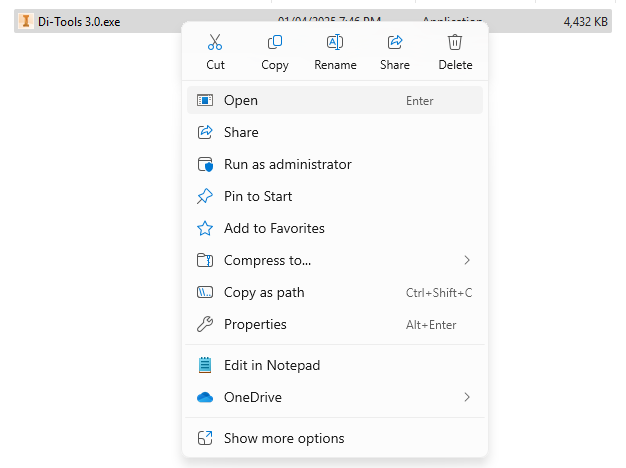 Di-Tools 3.0.exe 01/04/2025 7:46 PM Application 4,432 KB
Cut Copy Rename Share Delete
Open Enter
Share
Run as administrator
Pin to Start
Add to Favorites
Compress to...
Copy as path Ctrl+Shift+C
Properties Alt+Enter
Edit in Notepad
OneDrive
Show more options